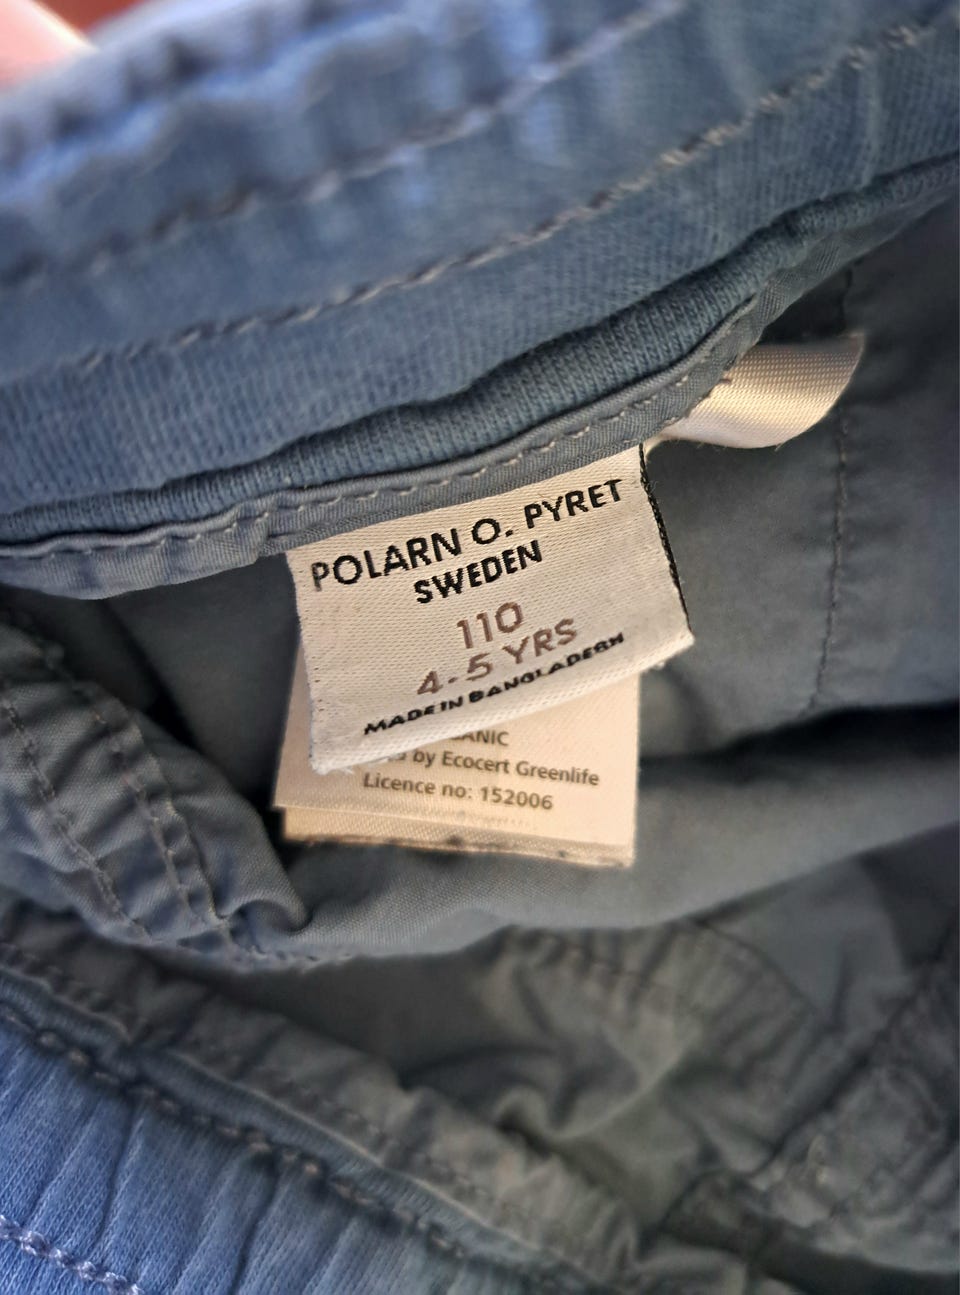 POLARN O. PYRET
SWEDEN
110
4-5 YRS
MADE IN BANGLADESH
by Ecocert Greenlife
Licence no: 152006